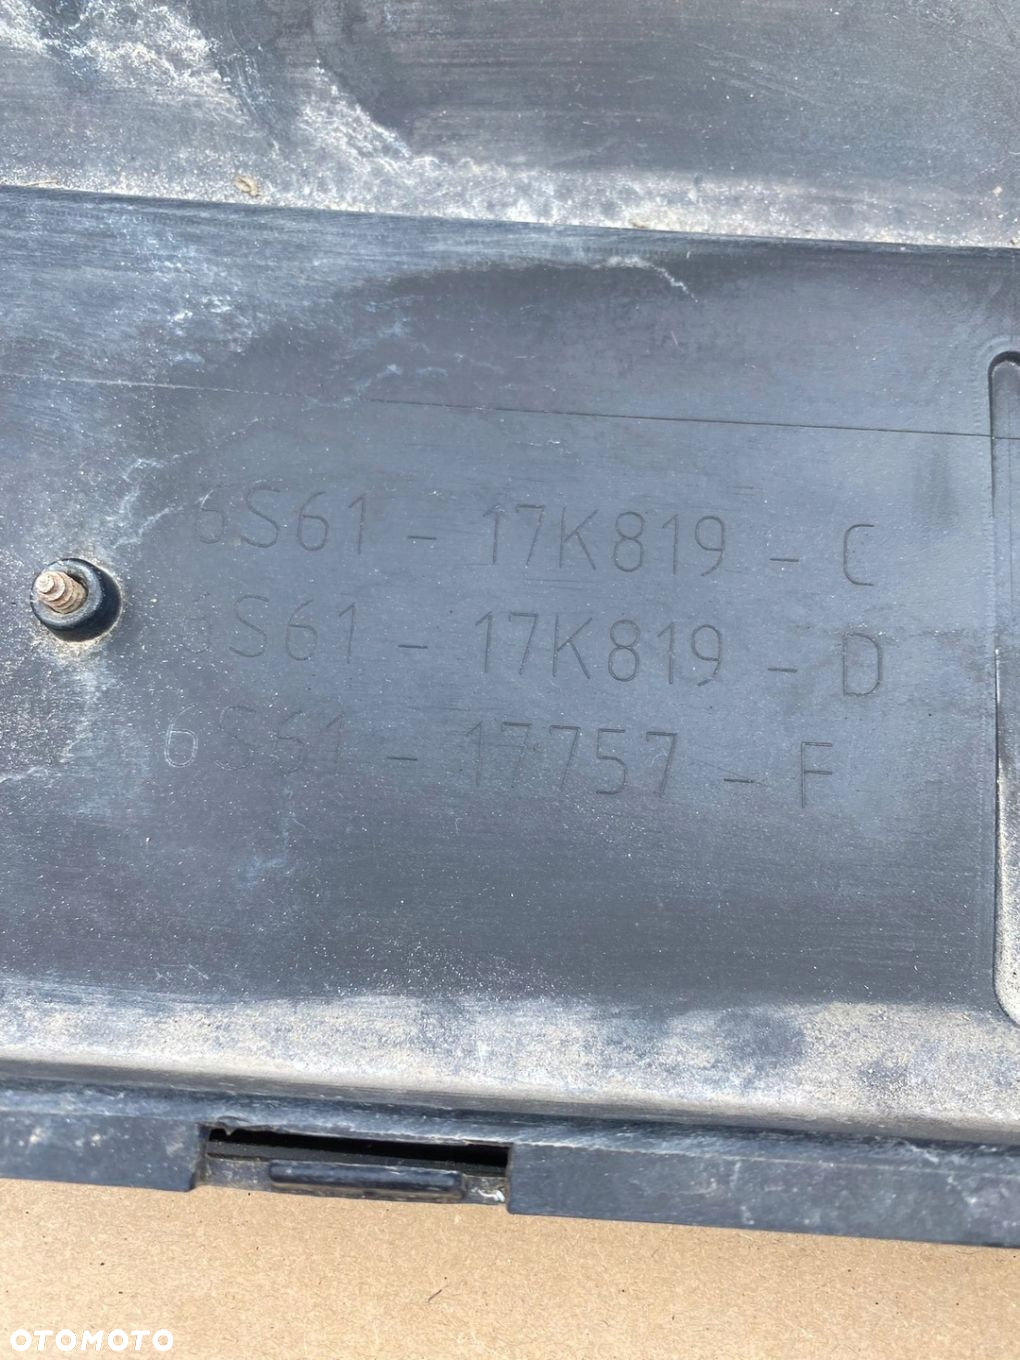 6S61 - 17K819 - C
6S61 - 17K819 - D
6S61 - 17757 - F
OTOMOTO